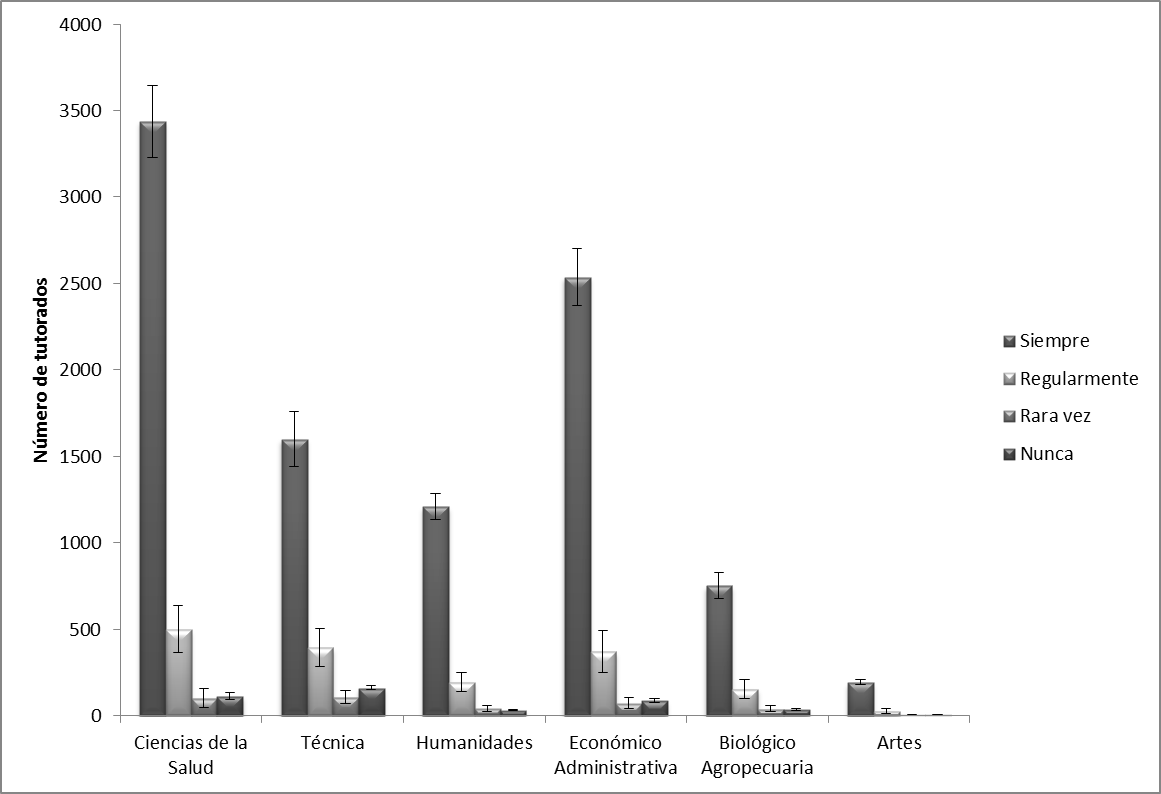 4000
3500
3000
2500
2000
1500
1000
500
0
Número de tutorados
Ciencias de la
Salud
Técnica
Humanidades
Económico
Administrativa
Biológico
Agropecuaria
Artes
Siempre
Regularmente
Rara vez
Nunca